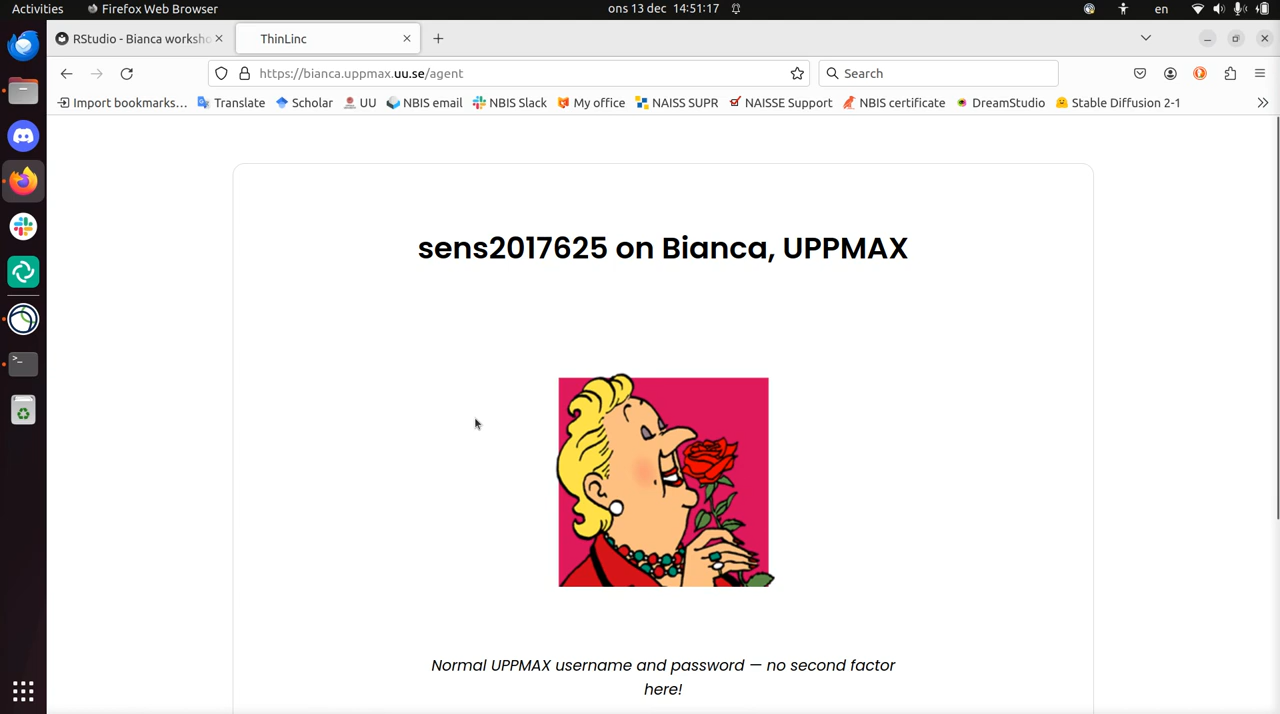 Activities
Firefox Web Browser
ons 13 dec 14:51:17
en
RStudio - Bianca worksho
ThinLinc
https://bianca.uppmax.uu.se/agent
Search
Import bookmarks...
Translate
Scholar
UU
NBIS email
NBIS Slack
My office
NAISS SUPR
NAISSE Support
NBIS certificate
DreamStudio
Stable Diffusion 2-1
sens2017625 on Bianca, UPPMAX
Normal UPPMAX username and password — no second factor
here!